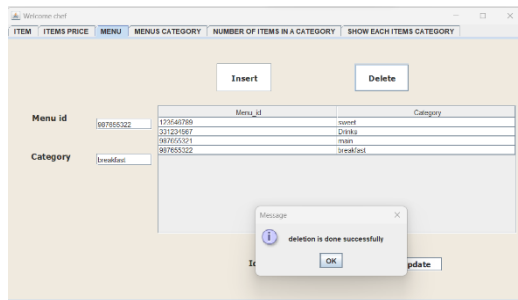 Welcome chef
ITEM ITEMS PRICE MENU MENUS CATEGORY NUMBER OF ITEMS IN A CATEGORY SHOW EACH ITEMS CATEGORY
Insert Delete
Menu id 987655322
Category breakfast
Menu_id Category
123546789 sweet
331234567 Drinks
987655321 main
987655322 breakfast
Message
deletion is done successfully
OK